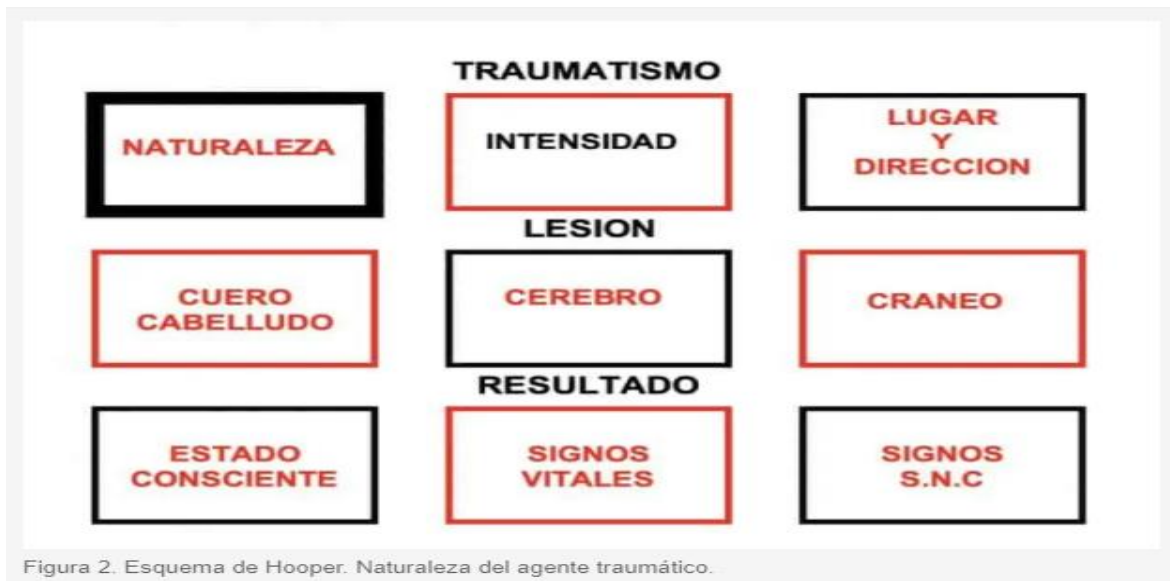 TRAUMATISMO
NATURALEZA
INTENSIDAD
LUGAR
Y
DIRECCION
LESION
CUERO
CABELLUDO
CEREBRO
CRANEO
RESULTADO
ESTADO
CONSCIENTE
SIGNOS
VITALES
SIGNOS
S.N.C
Figura 2. Esquema de Hooper. Naturaleza del agente traumático.